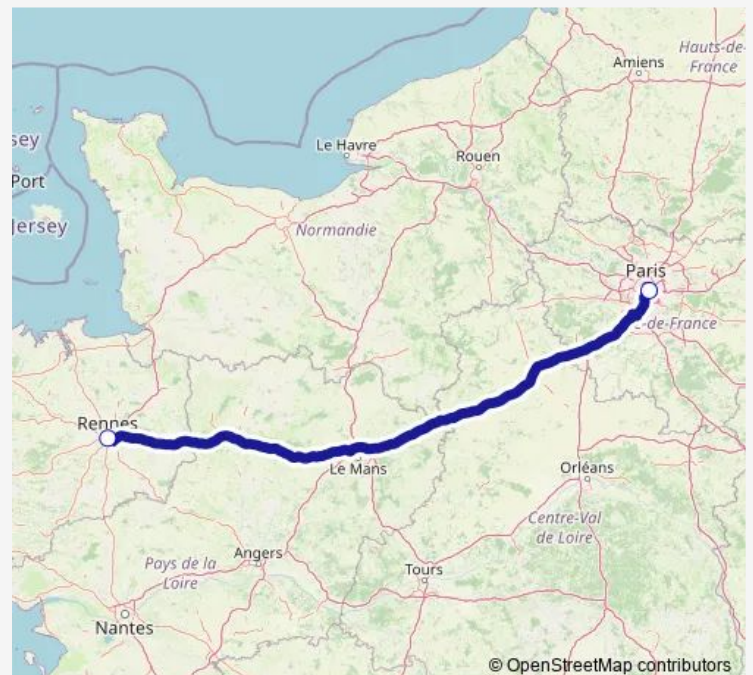 Hauts-de-
France
Amiens
sey
Le Havre
Rouen
Port
Jersey
Normandie
Paris
e-de-France
Rennes
Le Mans
Orléans
Centre-Val
de Loire
Angers
Pays de la
Loire
Tours
Nantes
© OpenStreetMap contributors